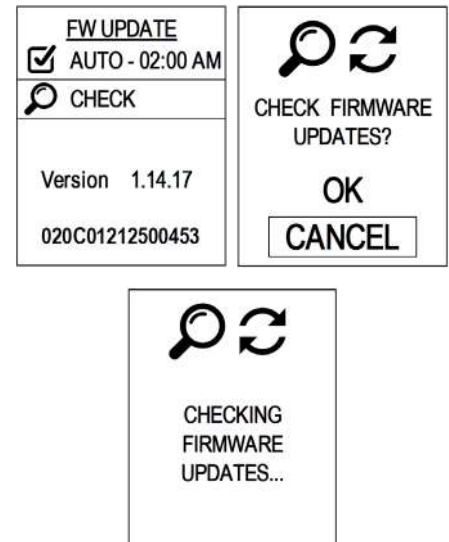 FW UPDATE
AUTO - 02:00 AM
CHECK
Version 1.14.17
020C01212500453
CHECK FIRMWARE
UPDATES?
OK
CANCEL
CHECKING
FIRMWARE
UPDATES...